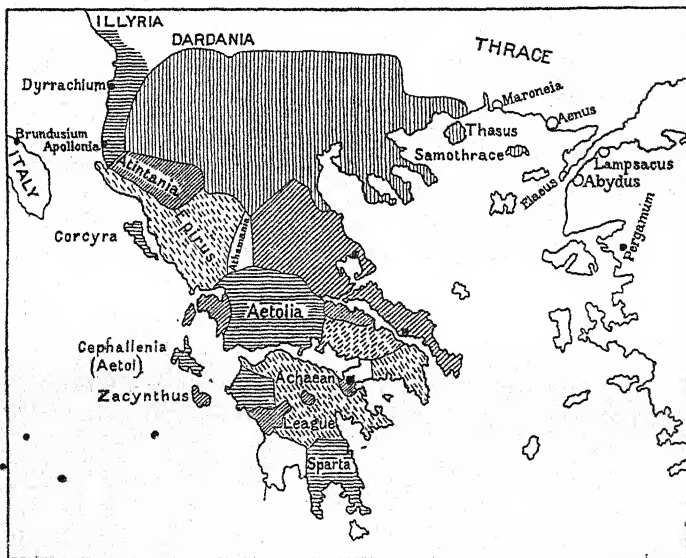 ILLYRIA
DARDANIA
THRACE
Dyrrachium
Maroneia
Aenus
Thasus
Samothrace
Brundusium
Apollonia
ITALY
Atintania
Lampsacus
Elaeus
Abydus
Epirus
Corcyra
Athamania
Pergamum
Aetolia
Cephallenia
(Aetol)
Zacynthus
Achaean
League
Sparta